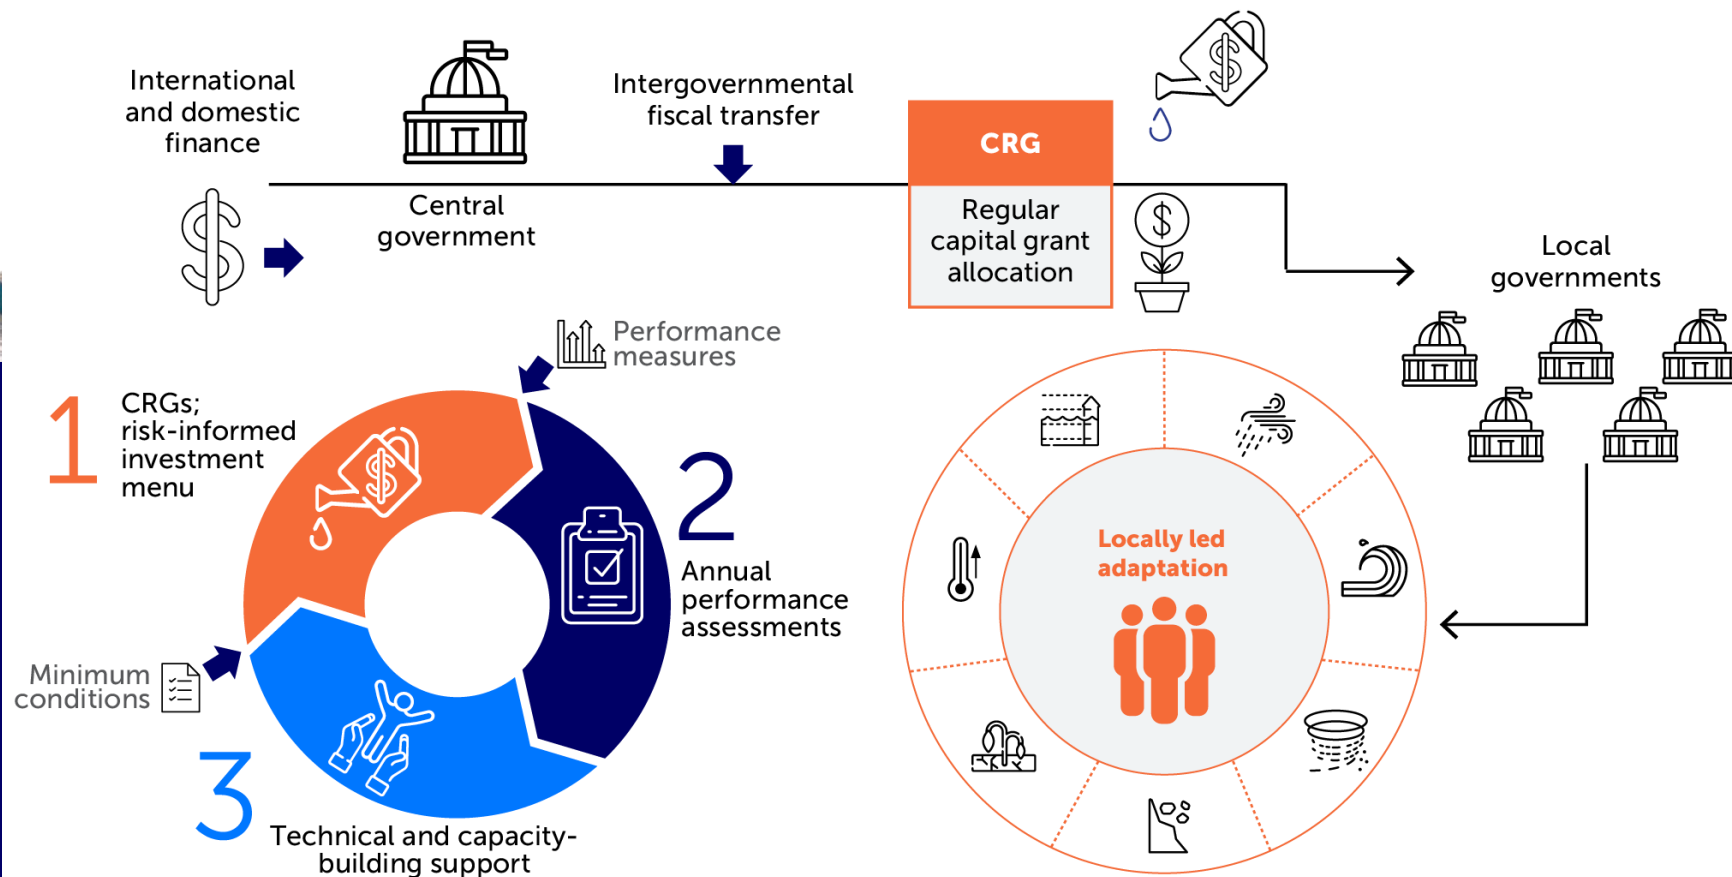 International
and domestic
finance
Central
government
Intergovernmental
fiscal transfer
CRG
Regular
capital grant
allocation
Local
governments
Performance
measures
1
CRGs;
risk-informed
investment
menu
2
Annual
performance
assessments
Minimum
conditions
3
Technical and capacity-
building support
Locally led
adaptation